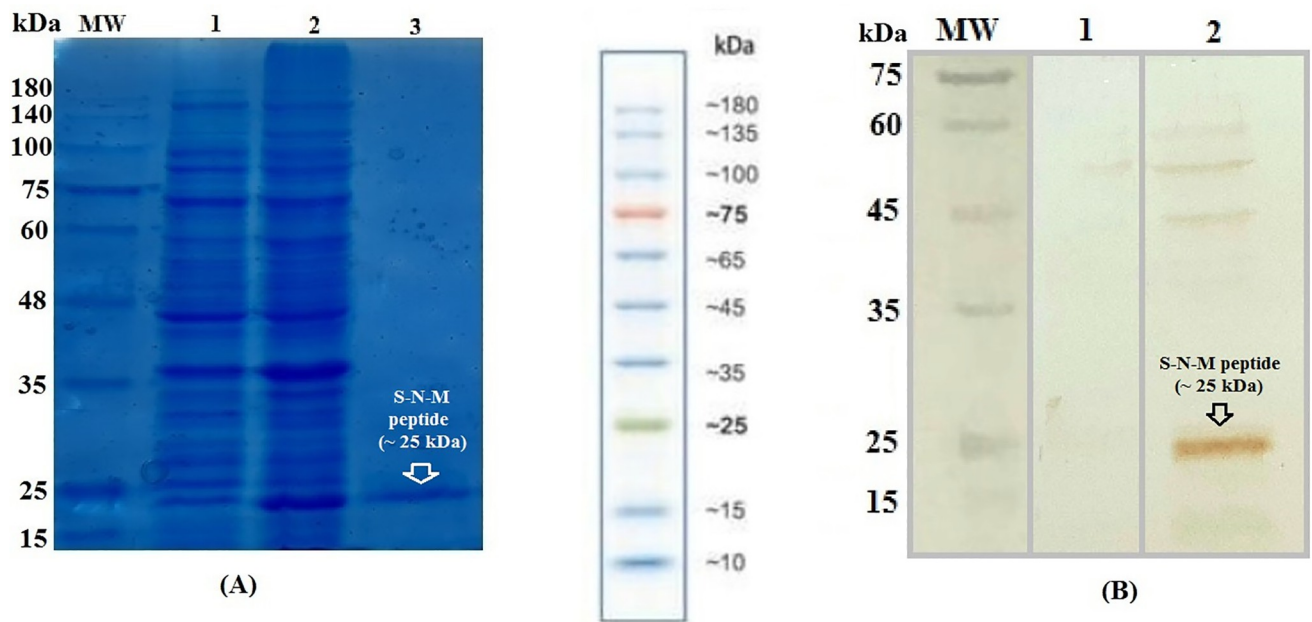 kDa MW 1 2 3
180
140
100
75
60
48
35
25
15
S-N-M
peptide
(~ 25 kDa)
(A)
kDa
~180
~135
~100
~75
~65
~45
~35
~25
~15
~10
kDa MW 1 2
75
60
45
35
25
15
S-N-M peptide
(~ 25 kDa)
(B)